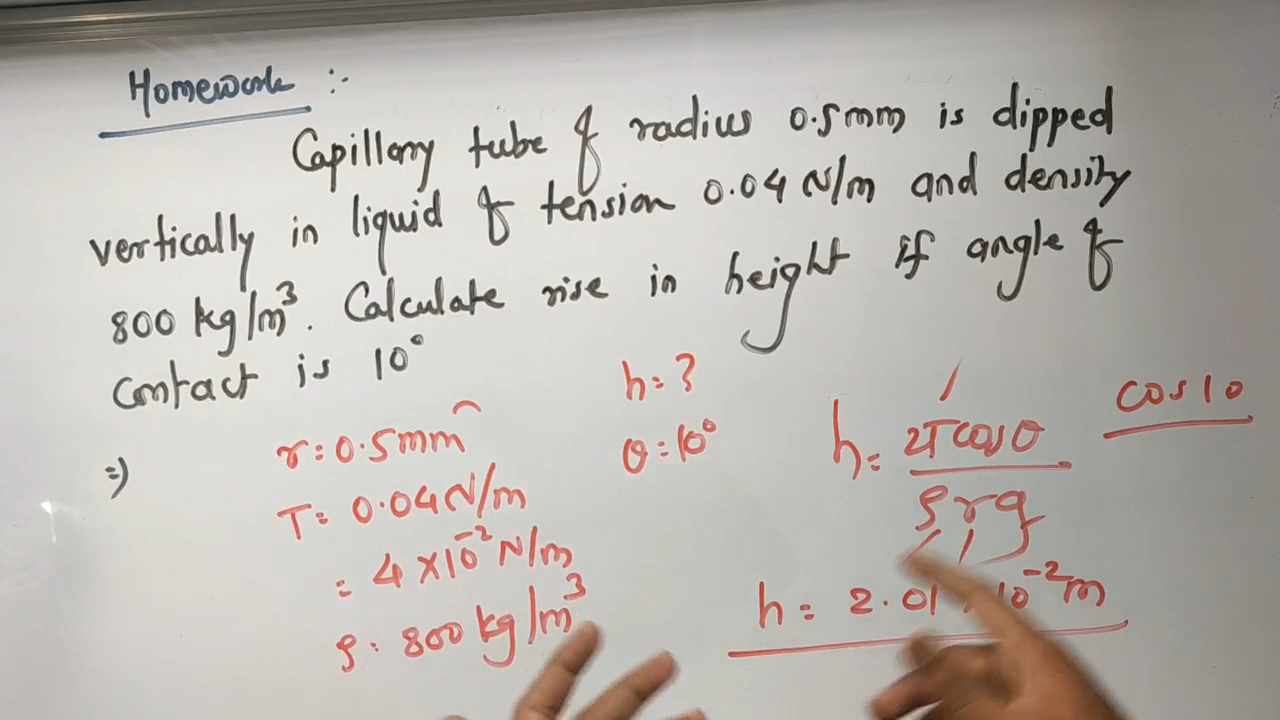 Homework :-
Capillary tube of radius 0.5mm is dipped
vertically in liquid of tension 0.04 N/m and density
800 kg/m³. Calculate rise in height if angle of
contact is 10°
=)
r = 0.5mm
T = 0.04 N/m
= 4 × 10⁻² N/m
ρ = 800 kg/m³
h = ?
θ = 10°
h = 2T cos θ / ρ r g
cos 10
h = 2.01 10⁻² m